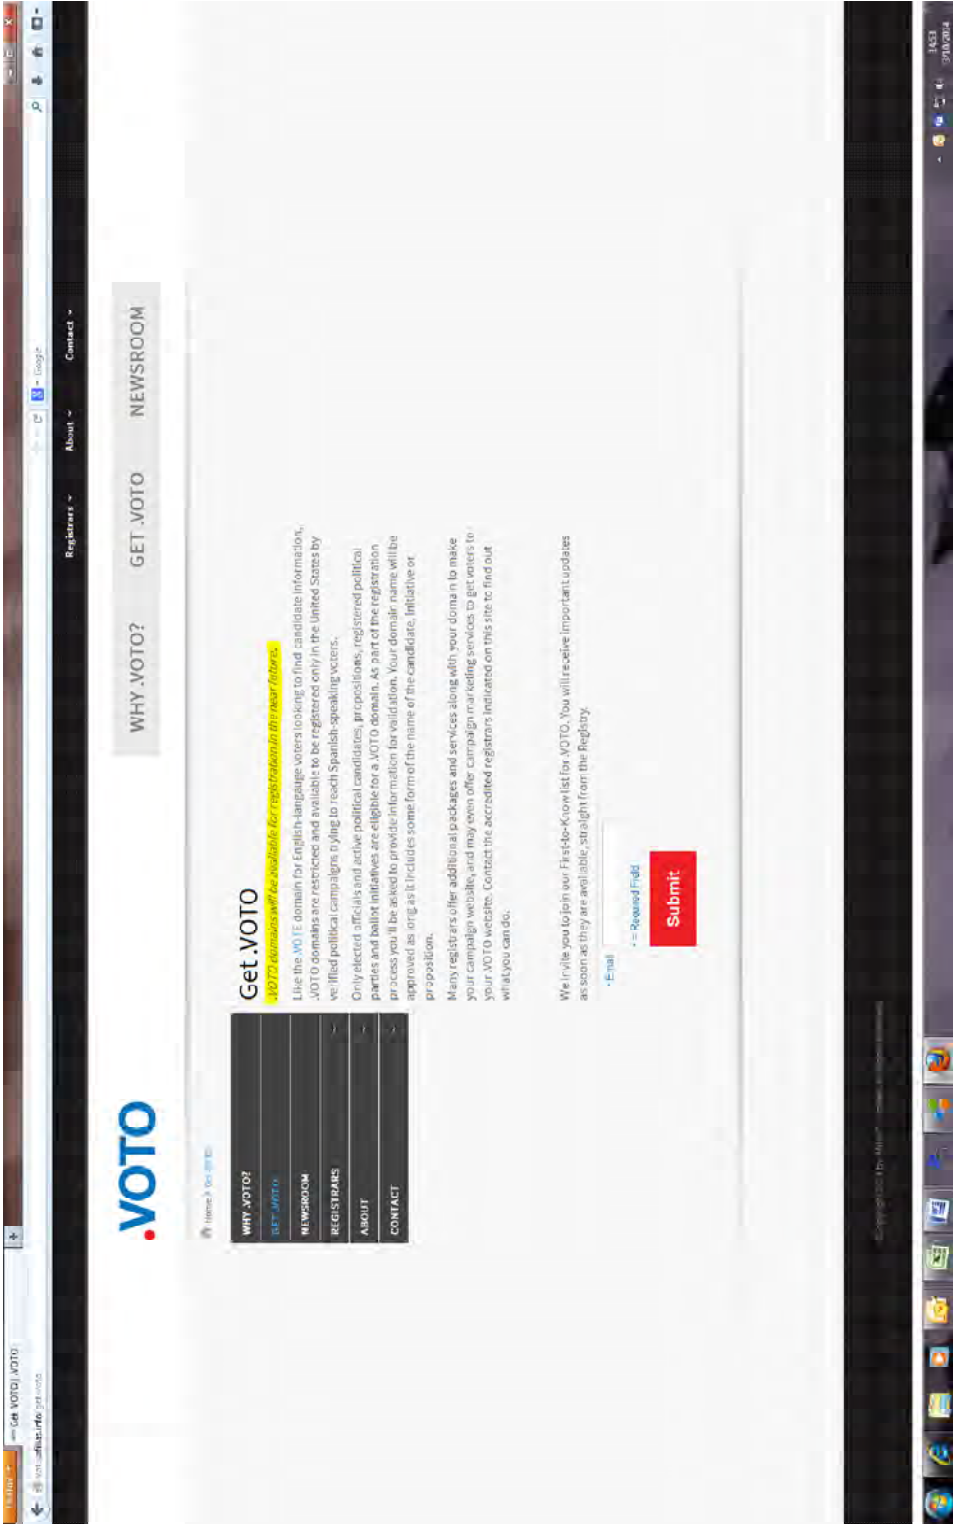 Get .VOTO | .VOTO
Google
Registrars
About
Contact
.VOTO
WHY .VOTO?
GET .VOTO
NEWSROOM
Home
WHY .VOTO?
GET .VOTO
NEWSROOM
REGISTRARS
ABOUT
CONTACT
Get .VOTO
.VOTO domains will be available for registration in the near future.
Like the .VOTE domain for English-langauge voters looking to find candidate information,
.VOTO domains are restricted and available to be registered only in the United States by
verified political campaigns trying to reach Spanish-speaking voters.
Only elected officials and active political candidates, propositions, registered political
parties and ballot initiatives are eligible for a .VOTO domain. As part of the registration
process you'll be asked to provide information for validation. Your domain name will be
approved as long as it includes some form of the name of the candidate, initiative or
proposition.
Many registrars offer additional packages and services along with your domain to make
your campaign website, and may even offer campaign marketing services to get voters to
your .VOTO website. Contact the accredited registrars indicated on this site to find out
what you can do.
We invite you to join our First-to-Know list for .VOTO. You will receive important updates
as soon as they are available, straight from the Registry.
* Email
* = Required Field
Submit
14:53